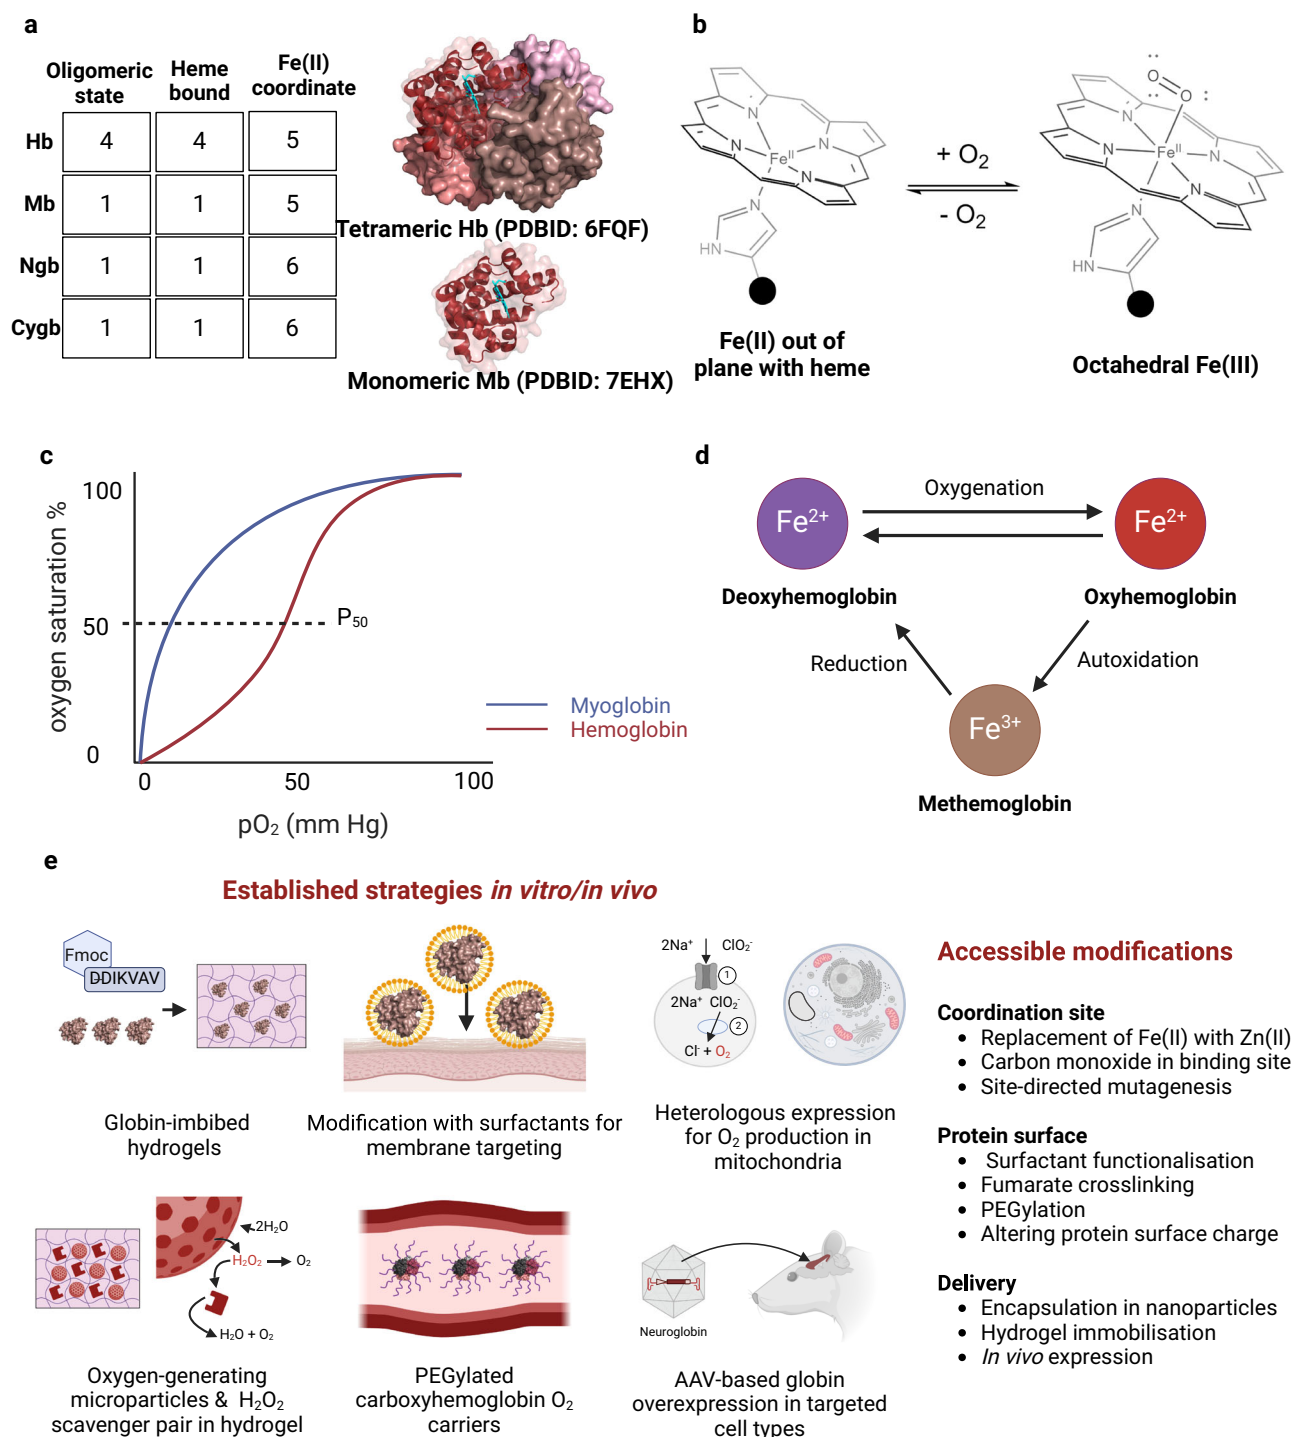 a
Oligomeric state
Heme bound
Fe(II) coordinate
Hb 4 4 5
Mb 1 1 5
Ngb 1 1 6
Cygb 1 1 6
Tetrameric Hb (PDBID: 6FQF)
Monomeric Mb (PDBID: 7EHX)
b
N
N
N
N
Fe^II
N
HN
Fe(II) out of
plane with heme
+ O₂
- O₂
O
O
N
N
N
N
Fe^II
N
HN
Octahedral Fe(III)
c
oxygen saturation %
100
50
0
P₅₀
Myoglobin
Hemoglobin
0 50 100
pO₂ (mm Hg)
d
Fe²⁺
Oxygenation
Fe²⁺
Deoxyhemoglobin
Oxyhemoglobin
Reduction
Autoxidation
Fe³⁺
Methemoglobin
e
Established strategies in vitro/in vivo
Fmoc
DDIKVAV
Globin-imbibed
hydrogels
Modification with surfactants for
membrane targeting
2Na⁺ ClO₂⁻
1
2Na⁺ ClO₂⁻
2
Cl⁻ + O₂
Heterologous expression
for O₂ production in
mitochondria
2H₂O
H₂O₂ O₂
H₂O + O₂
Oxygen-generating
microparticles & H₂O₂
scavenger pair in hydrogel
PEGylated
carboxyhemoglobin O₂
carriers
Neuroglobin
AAV-based globin
overexpression in targeted
cell types
Accessible modifications
Coordination site
• Replacement of Fe(II) with Zn(II)
• Carbon monoxide in binding site
• Site-directed mutagenesis
Protein surface
• Surfactant functionalisation
• Fumarate crosslinking
• PEGylation
• Altering protein surface charge
Delivery
• Encapsulation in nanoparticles
• Hydrogel immobilisation
• In vivo expression